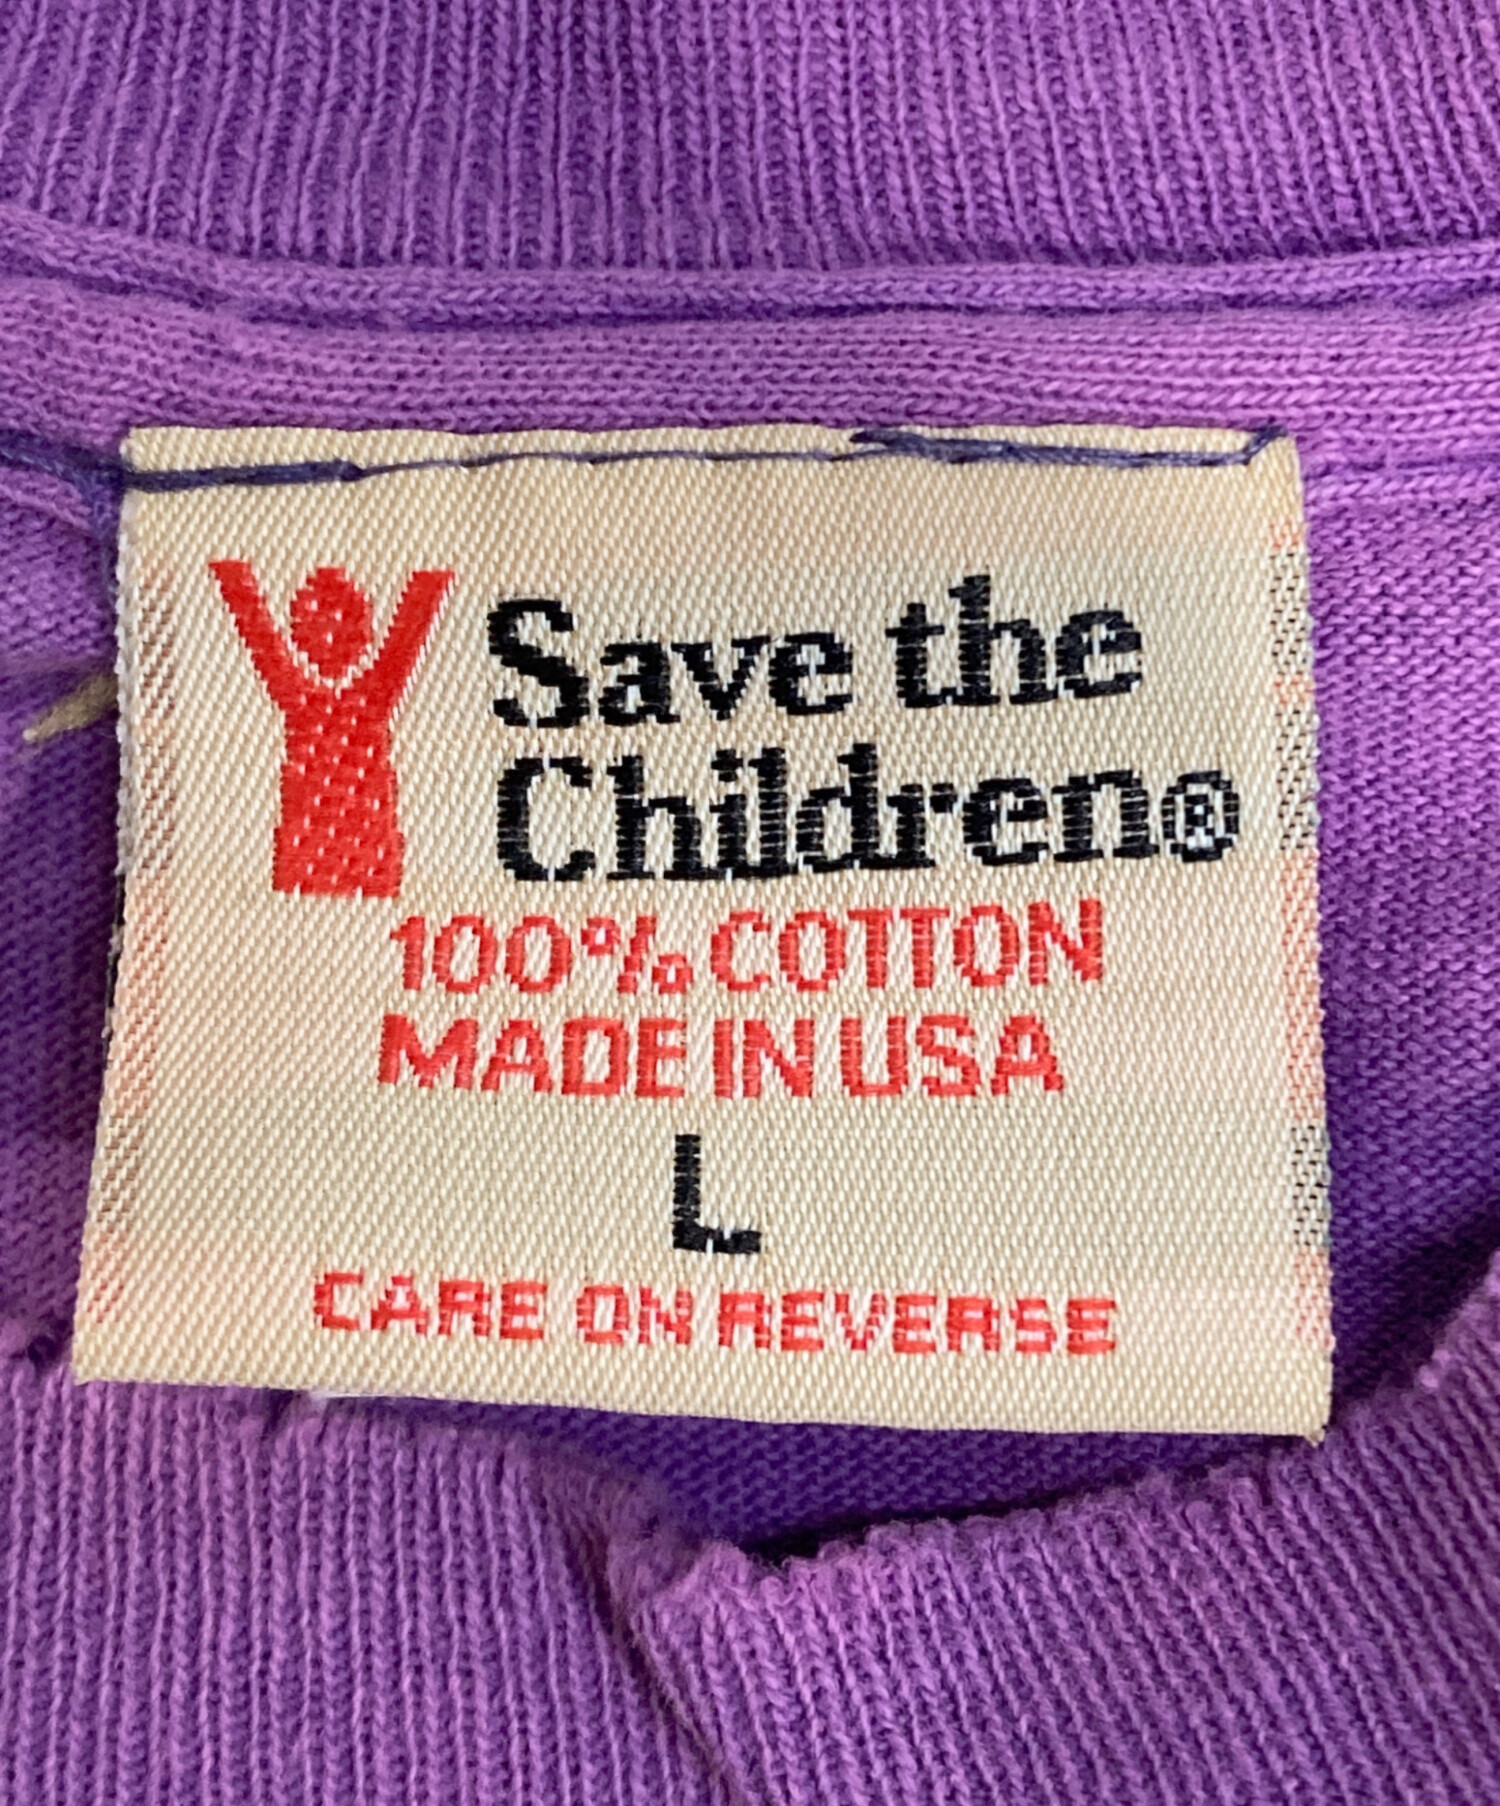 Save the
Children®
100% COTTON
MADE IN USA
L
CARE ON REVERSE